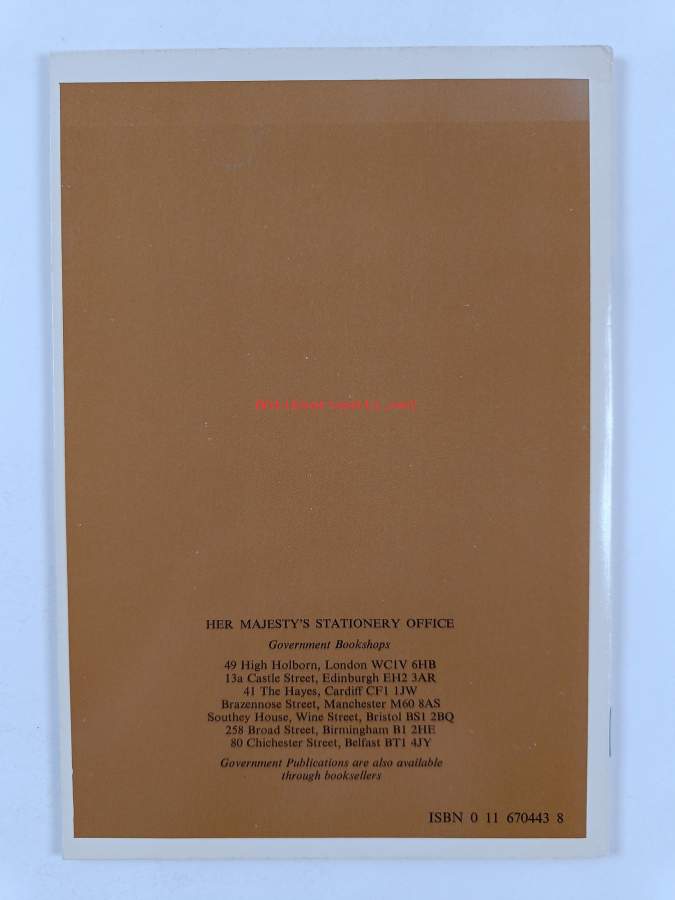 HER MAJESTY'S STATIONERY OFFICE
Government Bookshops
49 High Holborn, London WC1V 6HB
13a Castle Street, Edinburgh EH2 3AR
41 The Hayes, Cardiff CF1 1JW
Brazennose Street, Manchester M60 8AS
Southey House, Wine Street, Bristol BS1 2BQ
258 Broad Street, Birmingham B1 2HE
80 Chichester Street, Belfast BT1 4JY
Government Publications are also available
through booksellers
ISBN 0 11 670443 8